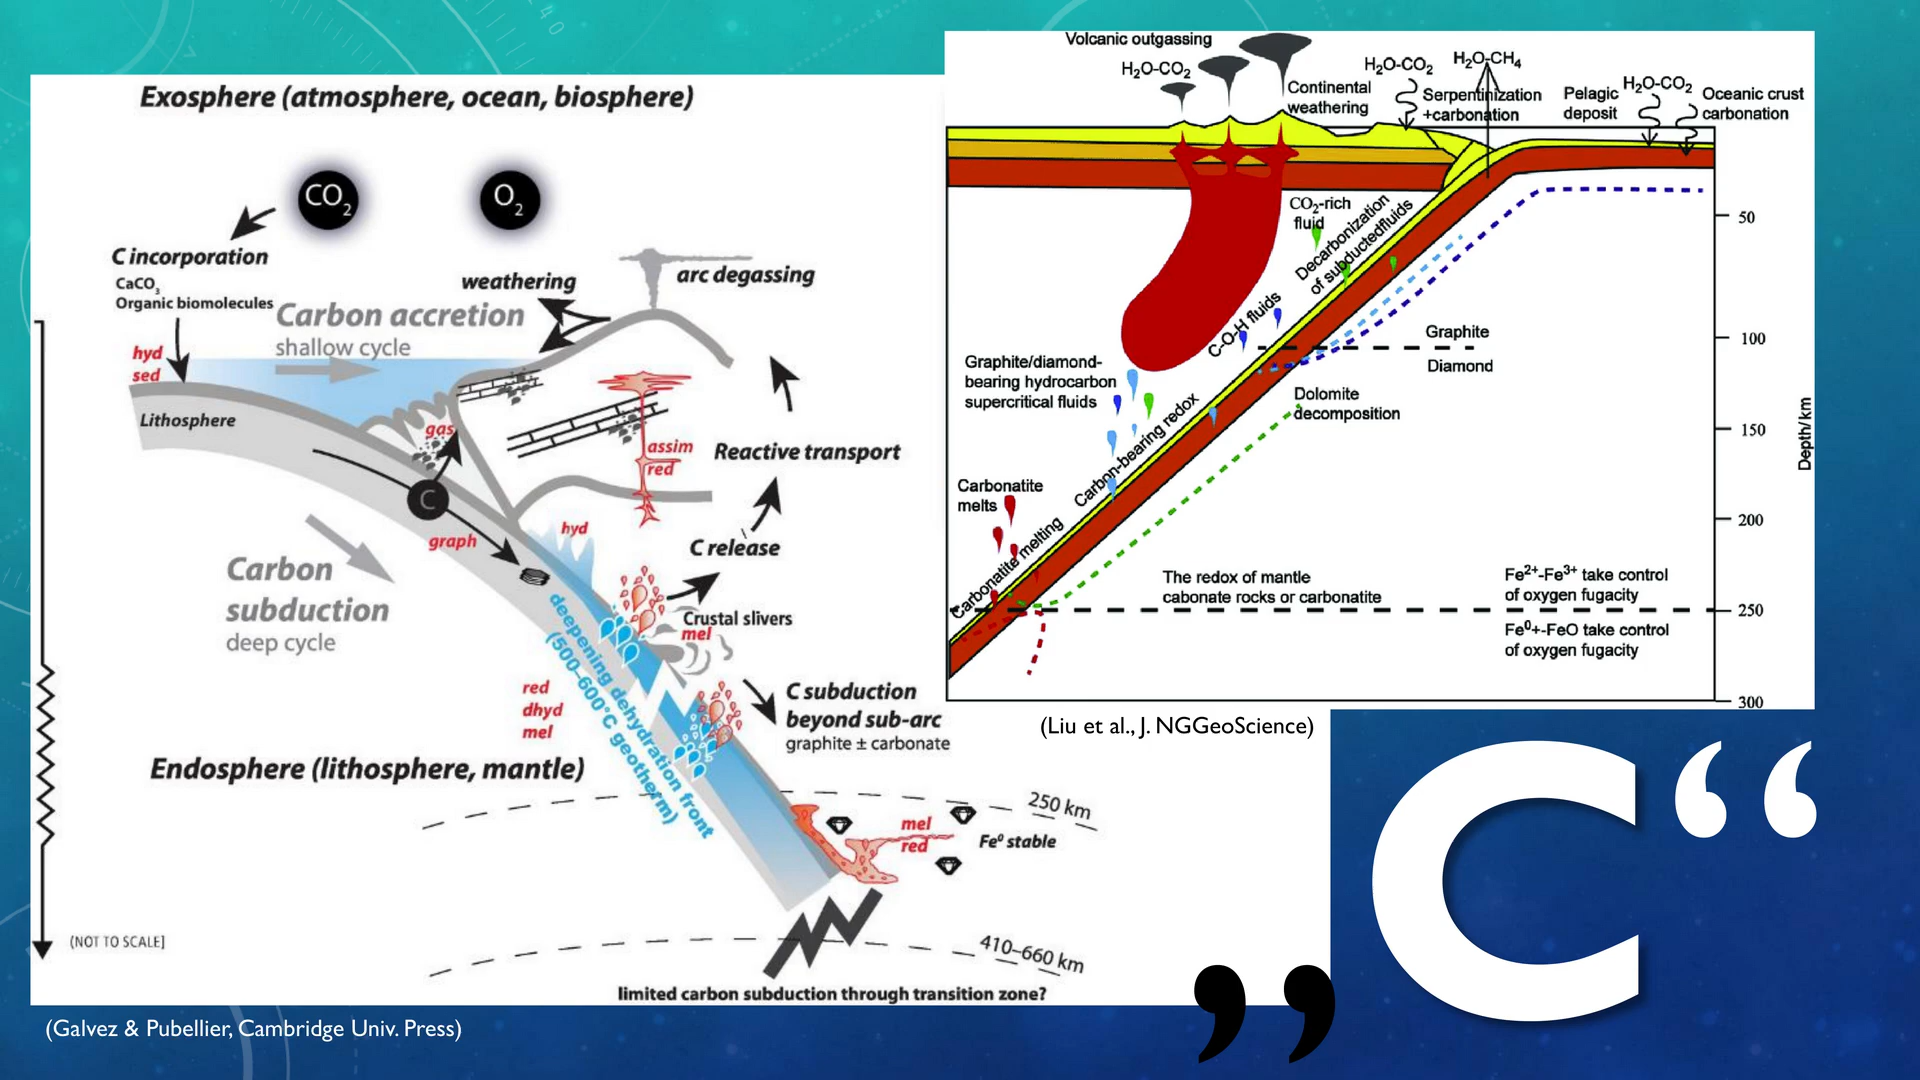 Exosphere (atmosphere, ocean, biosphere)
CO2
O2
C incorporation
CaCO3
Organic biomolecules
weathering
arc degassing
Carbon accretion
shallow cycle
hyd
sed
Lithosphere
gas
assim
red
Reactive transport
C
graph
hyd
C release
Carbon
subduction
deep cycle
Crustal slivers
mel
deepening dehydration front
(500–600°C geotherm)
red
dhyd
mel
C subduction
beyond sub-arc
graphite ± carbonate
Endosphere (lithosphere, mantle)
250 km
mel
red
Fe⁰ stable
(NOT TO SCALE]
410–660 km
limited carbon subduction through transition zone?
(Galvez & Pubellier, Cambridge Univ. Press)
Volcanic outgassing
H2O-CO2
Continental
weathering
H2O-CO2
H2O-CH4
Serpentinization
+carbonation
Pelagic
deposit
H2O-CO2
Oceanic crust
carbonation
CO2-rich
fluid
Decarbonization
of subductedfluids
C-O-H fluids
50
100
150
200
250
300
Depth/km
Graphite
Diamond
Graphite/diamond-
bearing hydrocarbon
supercritical fluids
Dolomite
decomposition
Carbon-bearing redox
Carbonatite
melts
Carbonatite melting
The redox of mantle
cabonate rocks or carbonatite
Fe2+-Fe3+ take control
of oxygen fugacity
Fe0+-FeO take control
of oxygen fugacity
(Liu et al., J. NGGeoScience)
„C“